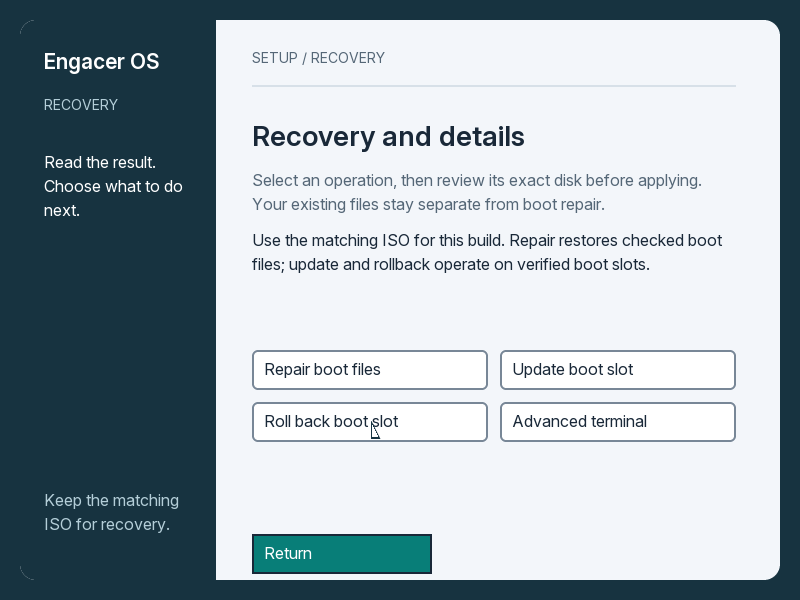 Engacer OS
RECOVERY
Read the result.
Choose what to do
next.
Keep the matching
ISO for recovery.
SETUP / RECOVERY
Recovery and details
Select an operation, then review its exact disk before applying.
Your existing files stay separate from boot repair.
Use the matching ISO for this build. Repair restores checked boot
files; update and rollback operate on verified boot slots.
Repair boot files
Update boot slot
Roll back boot slot
Advanced terminal
Return